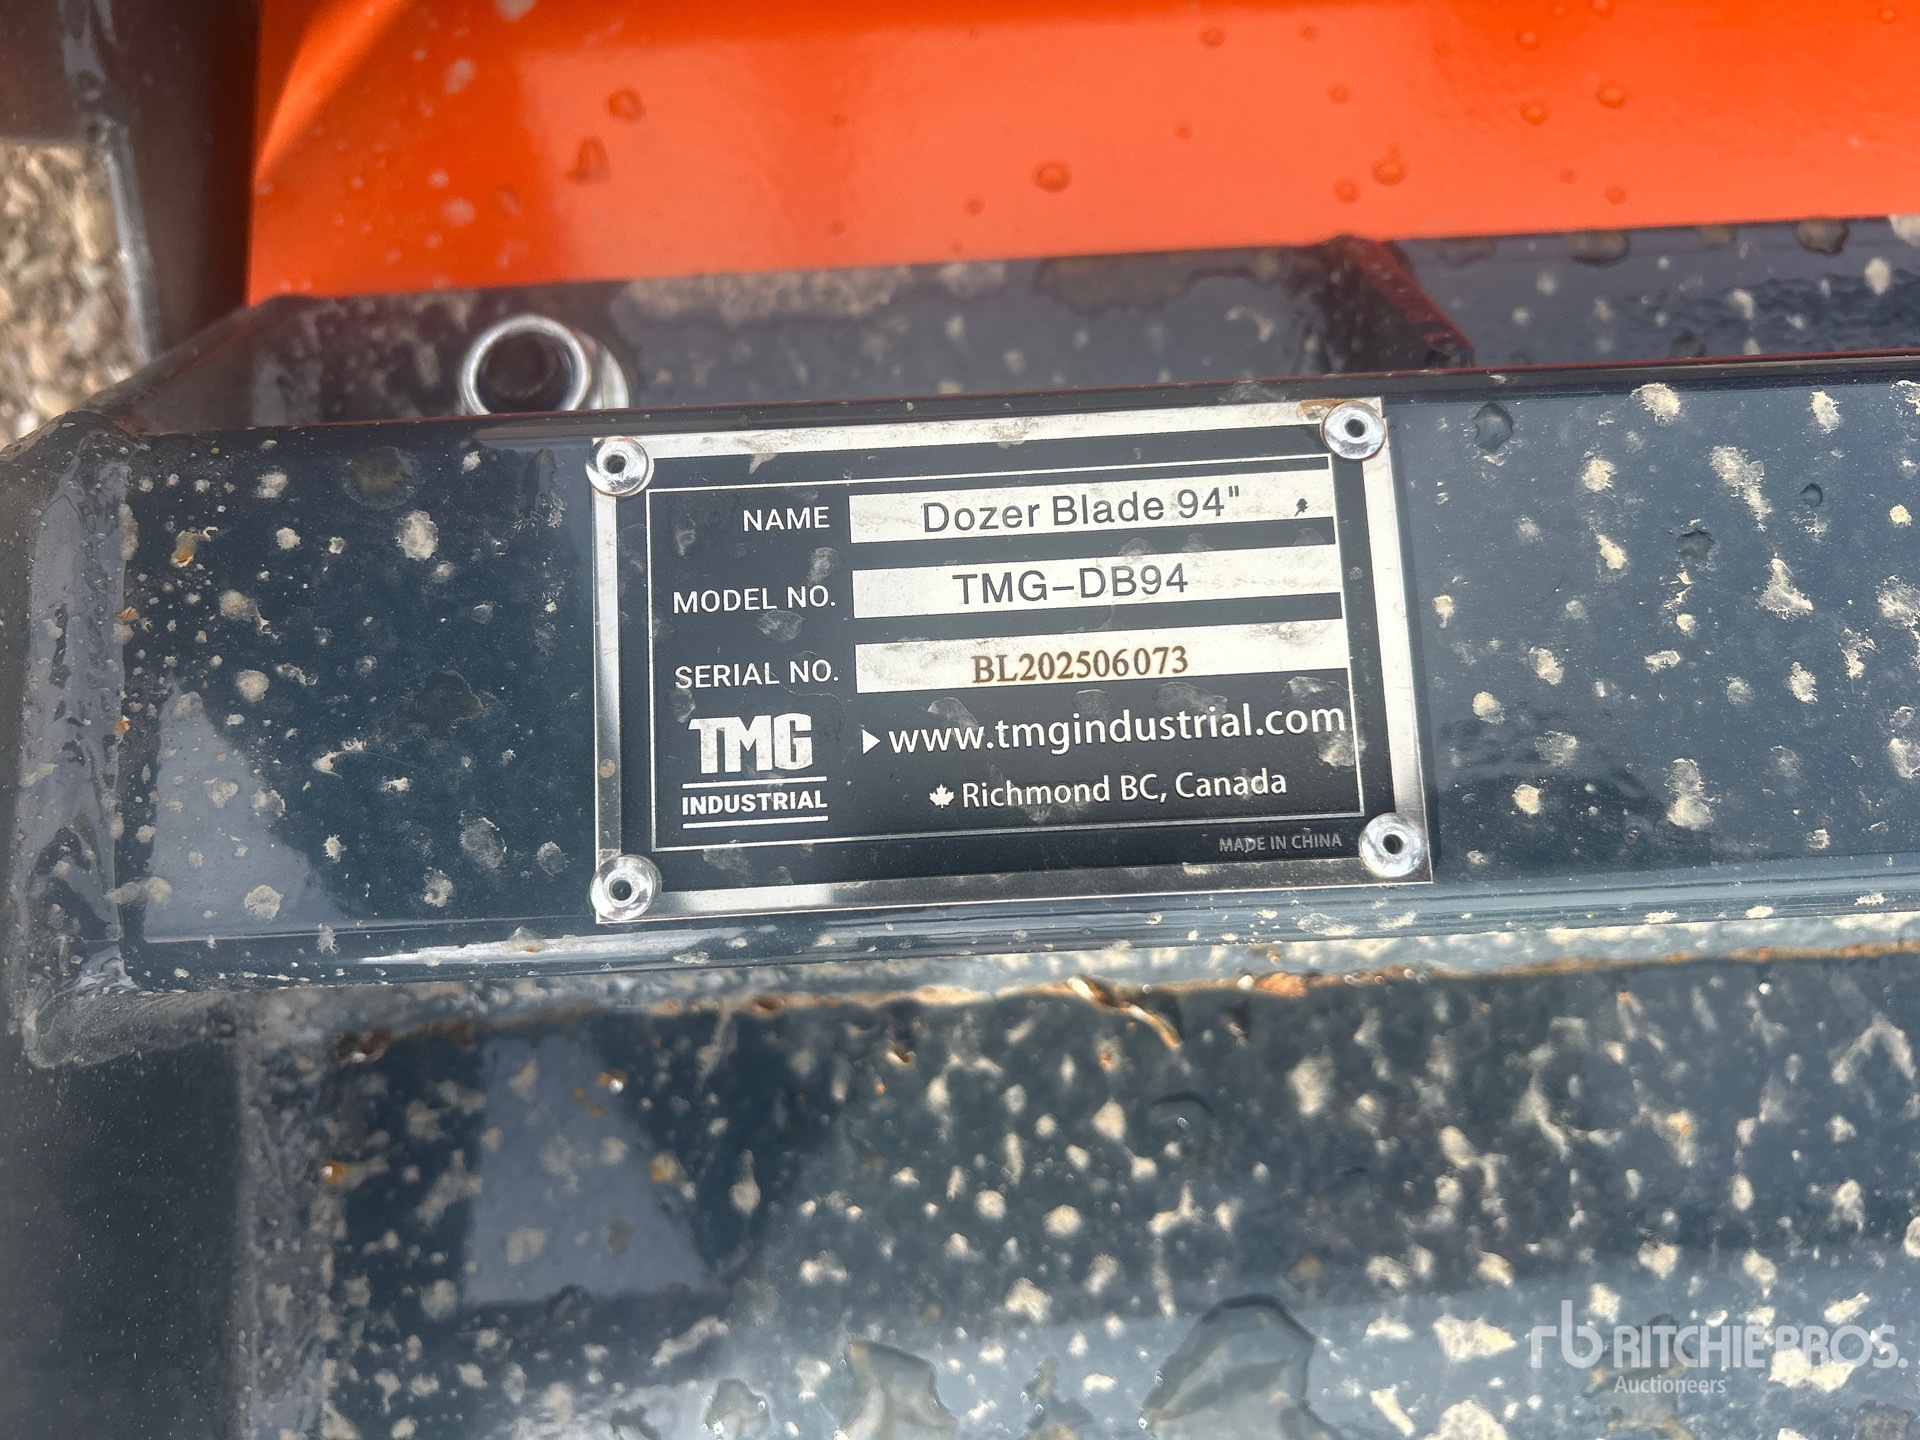 NAME Dozer Blade 94"
MODEL NO. TMG-DB94
SERIAL NO. BL202506073
TMG
INDUSTRIAL
www.tmgindustrial.com
Richmond BC, Canada
MADE IN CHINA
rb RITCHIE BROS.
Auctioneers